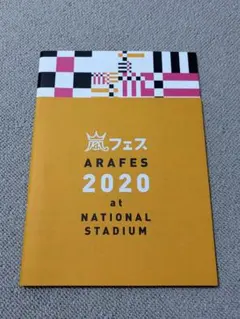 嵐フェス
ARAFES
2020
at
NATIONAL
STADIUM